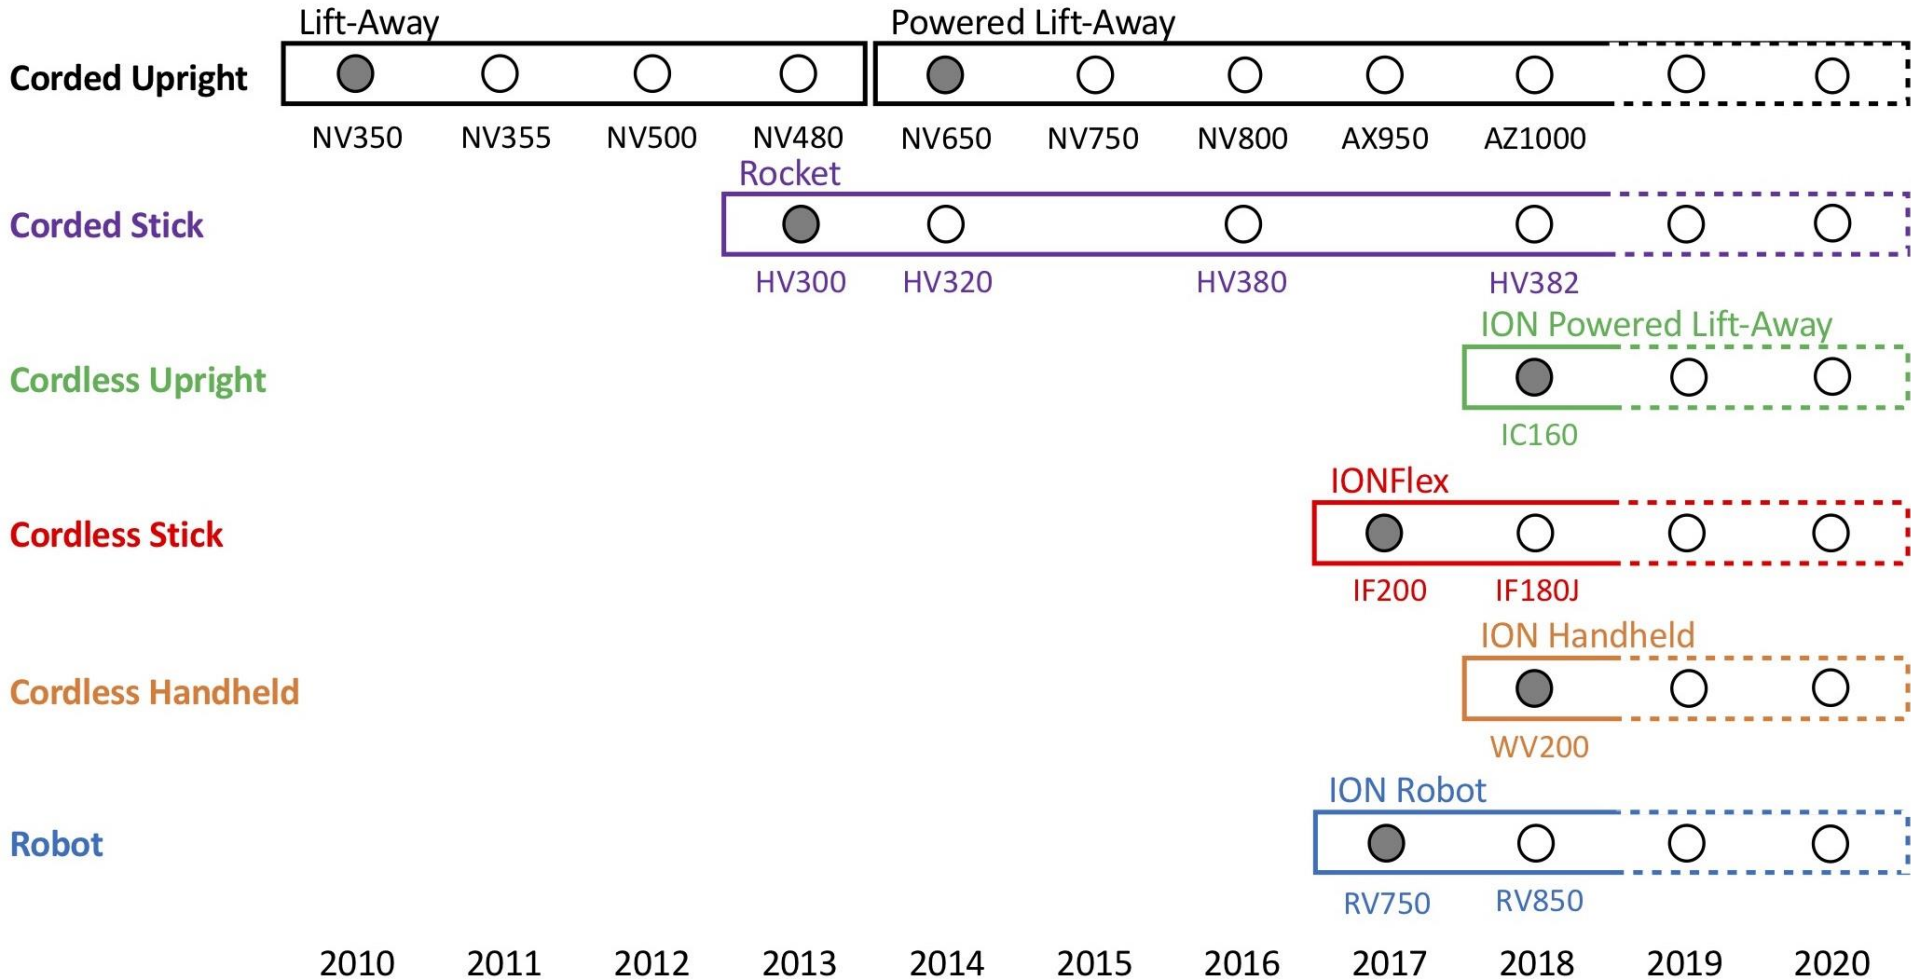 Lift-Away Powered Lift-Away
Corded Upright
NV350 NV355 NV500 NV480 NV650 NV750 NV800 AX950 AZ1000
Rocket
Corded Stick
HV300 HV320 HV380 HV382
ION Powered Lift-Away
Cordless Upright
IC160
IONFlex
Cordless Stick
IF200 IF180J
ION Handheld
Cordless Handheld
WV200
ION Robot
Robot
RV750 RV850
2010 2011 2012 2013 2014 2015 2016 2017 2018 2019 2020